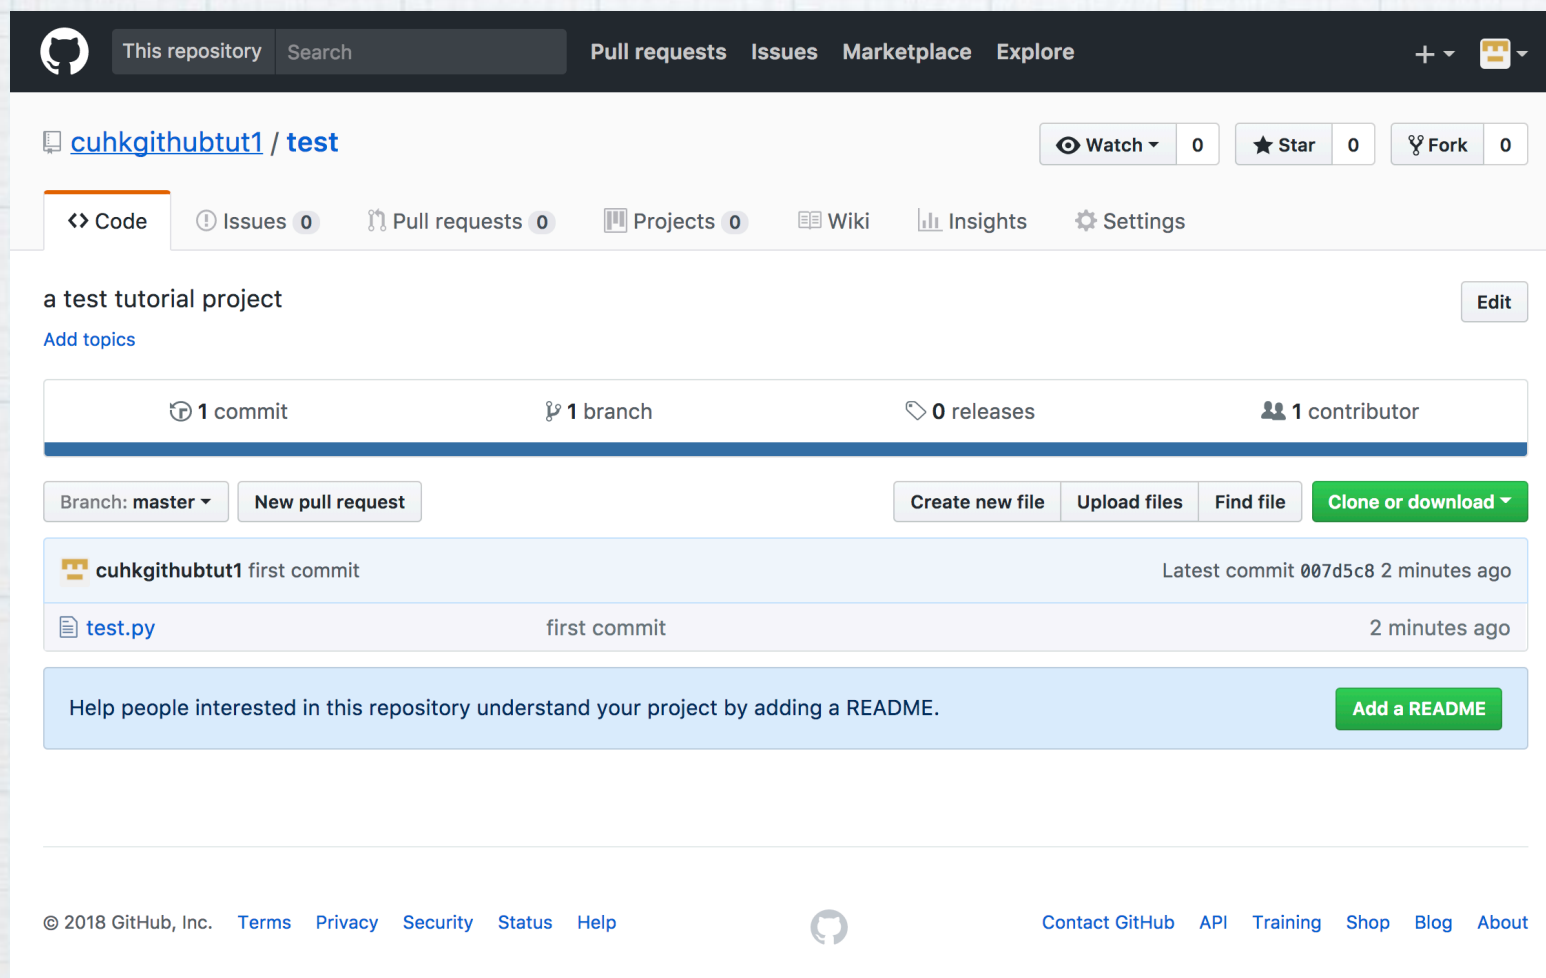 This repository Search Pull requests Issues Marketplace Explore
cuhkgithubtut1 / test Watch 0 Star 0 Fork 0
Code Issues 0 Pull requests 0 Projects 0 Wiki Insights Settings
a test tutorial project Edit
Add topics
1 commit 1 branch 0 releases 1 contributor
Branch: master New pull request Create new file Upload files Find file Clone or download
cuhkgithubtut1 first commit Latest commit 007d5c8 2 minutes ago
test.py first commit 2 minutes ago
Help people interested in this repository understand your project by adding a README. Add a README
© 2018 GitHub, Inc. Terms Privacy Security Status Help Contact GitHub API Training Shop Blog About